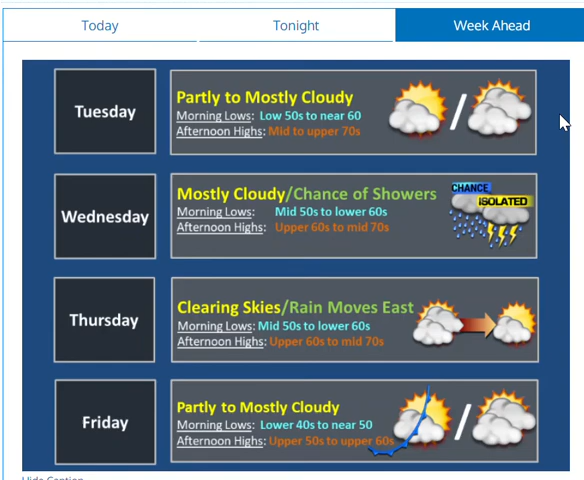 Today
Tonight
Week Ahead
Tuesday
Partly to Mostly Cloudy
Morning Lows: Low 50s to near 60
Afternoon Highs: Mid to upper 70s
Wednesday
Mostly Cloudy/Chance of Showers
Morning Lows: Mid 50s to lower 60s
Afternoon Highs: Upper 60s to mid 70s
CHANCE
ISOLATED
Thursday
Clearing Skies/Rain Moves East
Morning Lows: Mid 50s to lower 60s
Afternoon Highs: Upper 60s to mid 70s
Friday
Partly to Mostly Cloudy
Morning Lows: Lower 40s to near 50
Afternoon Highs: Upper 50s to upper 60s
Hide Caption